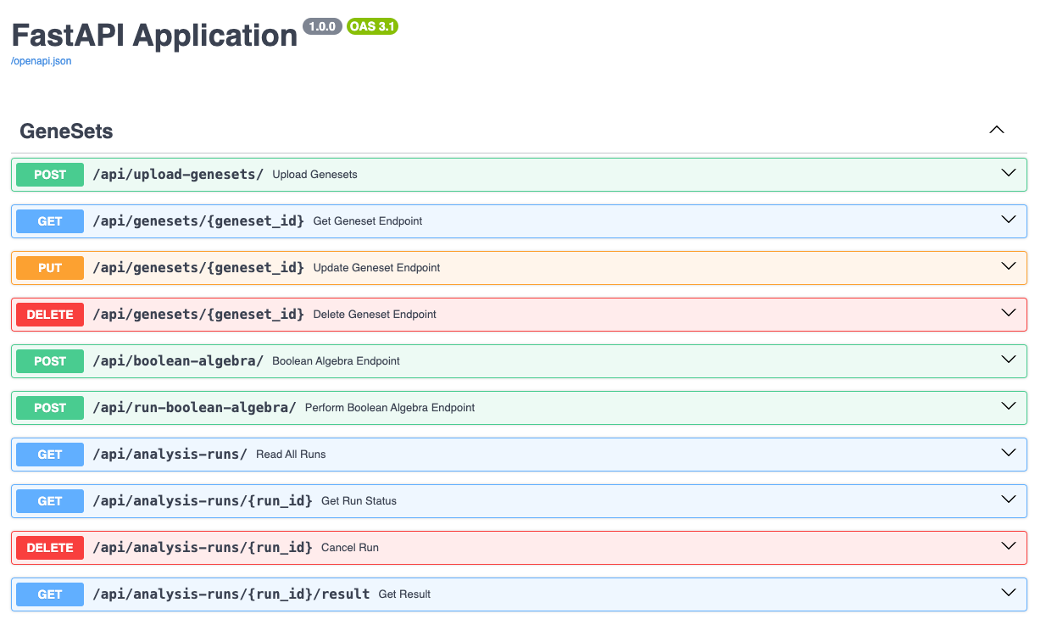 FastAPI Application 1.0.0 OAS 3.1
/openapi.json
GeneSets
POST /api/upload-genesets/ Upload Genesets
GET /api/genesets/{geneset_id} Get Geneset Endpoint
PUT /api/genesets/{geneset_id} Update Geneset Endpoint
DELETE /api/genesets/{geneset_id} Delete Geneset Endpoint
POST /api/boolean-algebra/ Boolean Algebra Endpoint
POST /api/run-boolean-algebra/ Perform Boolean Algebra Endpoint
GET /api/analysis-runs/ Read All Runs
GET /api/analysis-runs/{run_id} Get Run Status
DELETE /api/analysis-runs/{run_id} Cancel Run
GET /api/analysis-runs/{run_id}/result Get Result